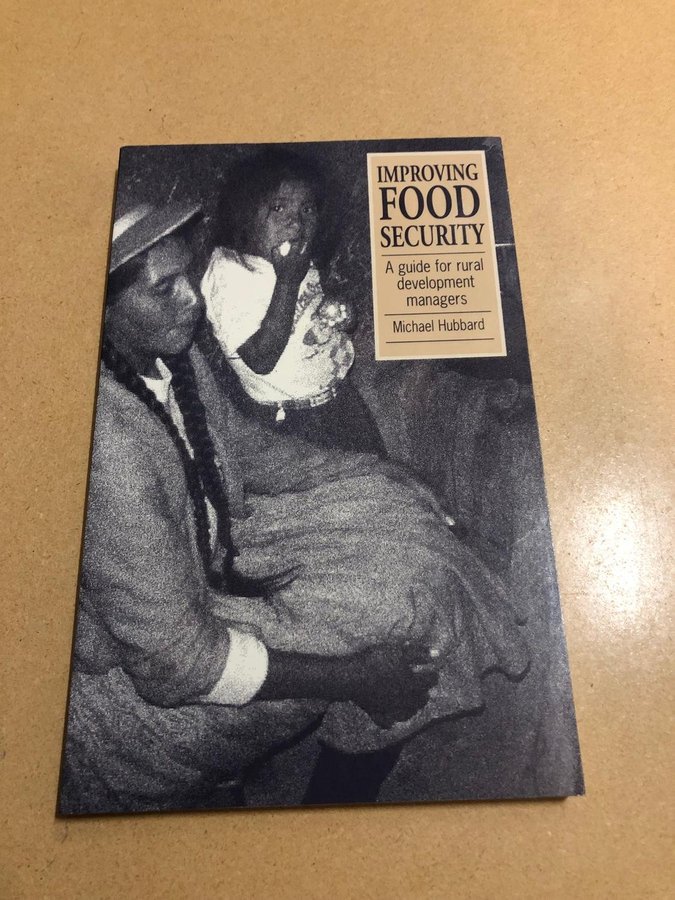 IMPROVING
FOOD
SECURITY
A guide for rural
development
managers
Michael Hubbard